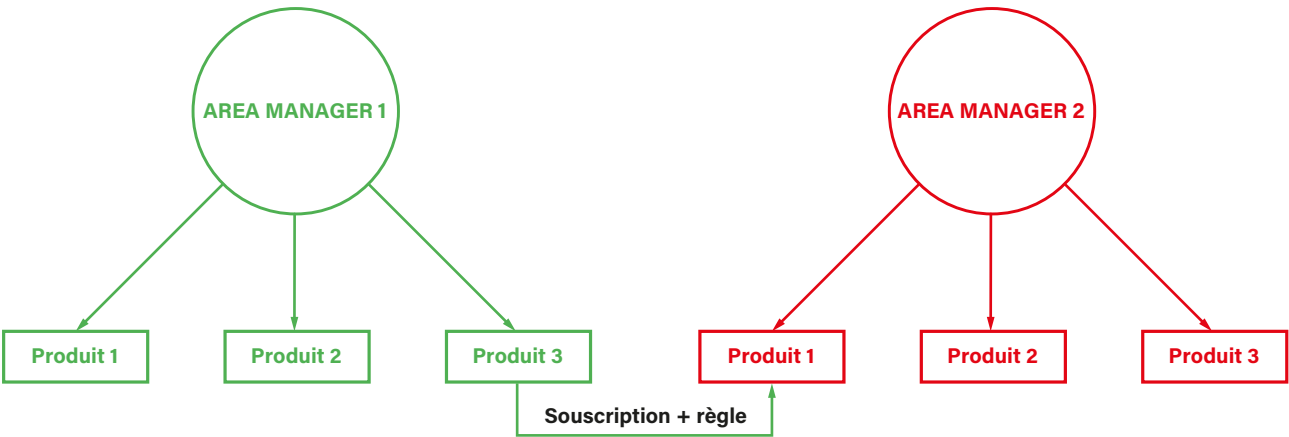 AREA MANAGER 1
AREA MANAGER 2
Produit 1
Produit 2
Produit 3
Produit 1
Produit 2
Produit 3
Souscription + règle